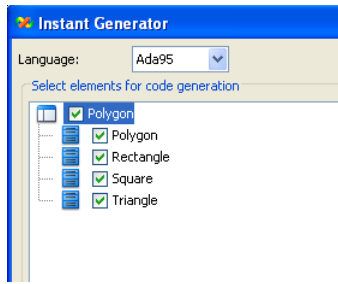 Instant Generator
Language: Ada95
Select elements for code generation
Polygon
Polygon
Rectangle
Square
Triangle